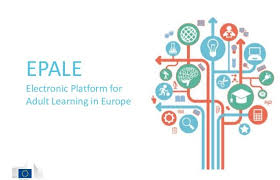 EPALE
Electronic Platform for
Adult Learning in Europe